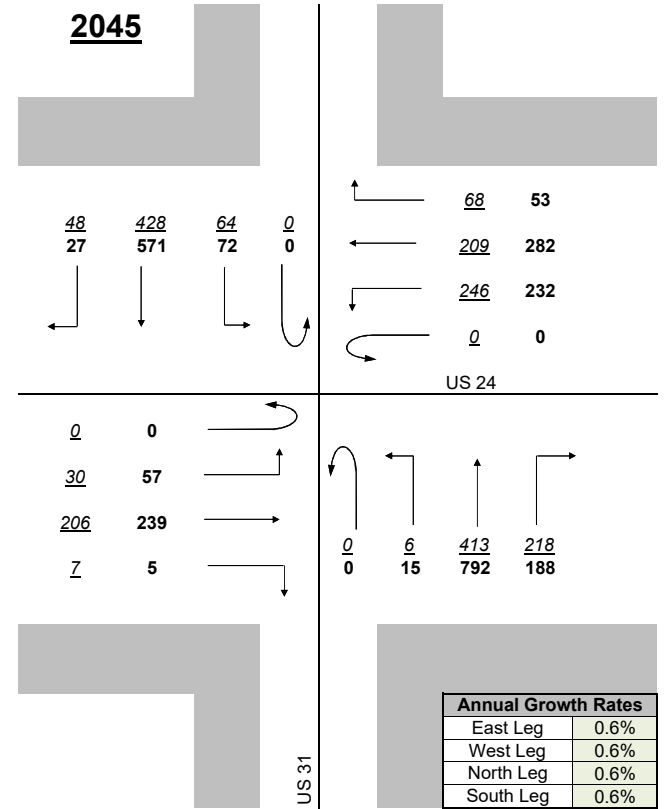 2045
68 53
48 428 64 0
27 571 72 0
209 282
246 232
0 0
US 24
0 0
30 57
206 239
0 6 413 218
0 15 792 188
7 5
Annual Growth Rates
East Leg 0.6%
West Leg 0.6%
North Leg 0.6%
South Leg 0.6%
US 31